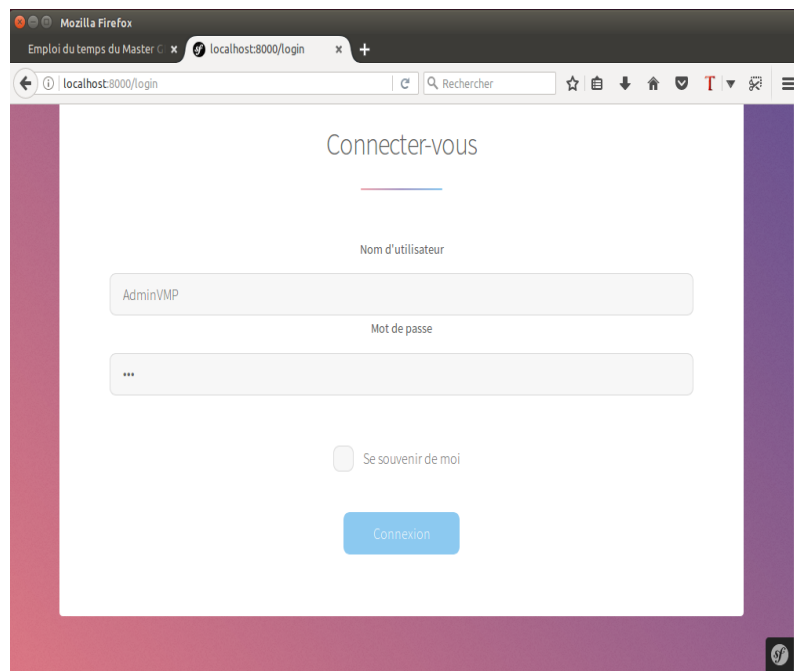 Mozilla Firefox
Emploi du temps du Master
localhost:8000/login
localhost:8000/login
Rechercher
Connecter-vous
Nom d'utilisateur
AdminVMP
Mot de passe
•••
Se souvenir de moi
Connexion